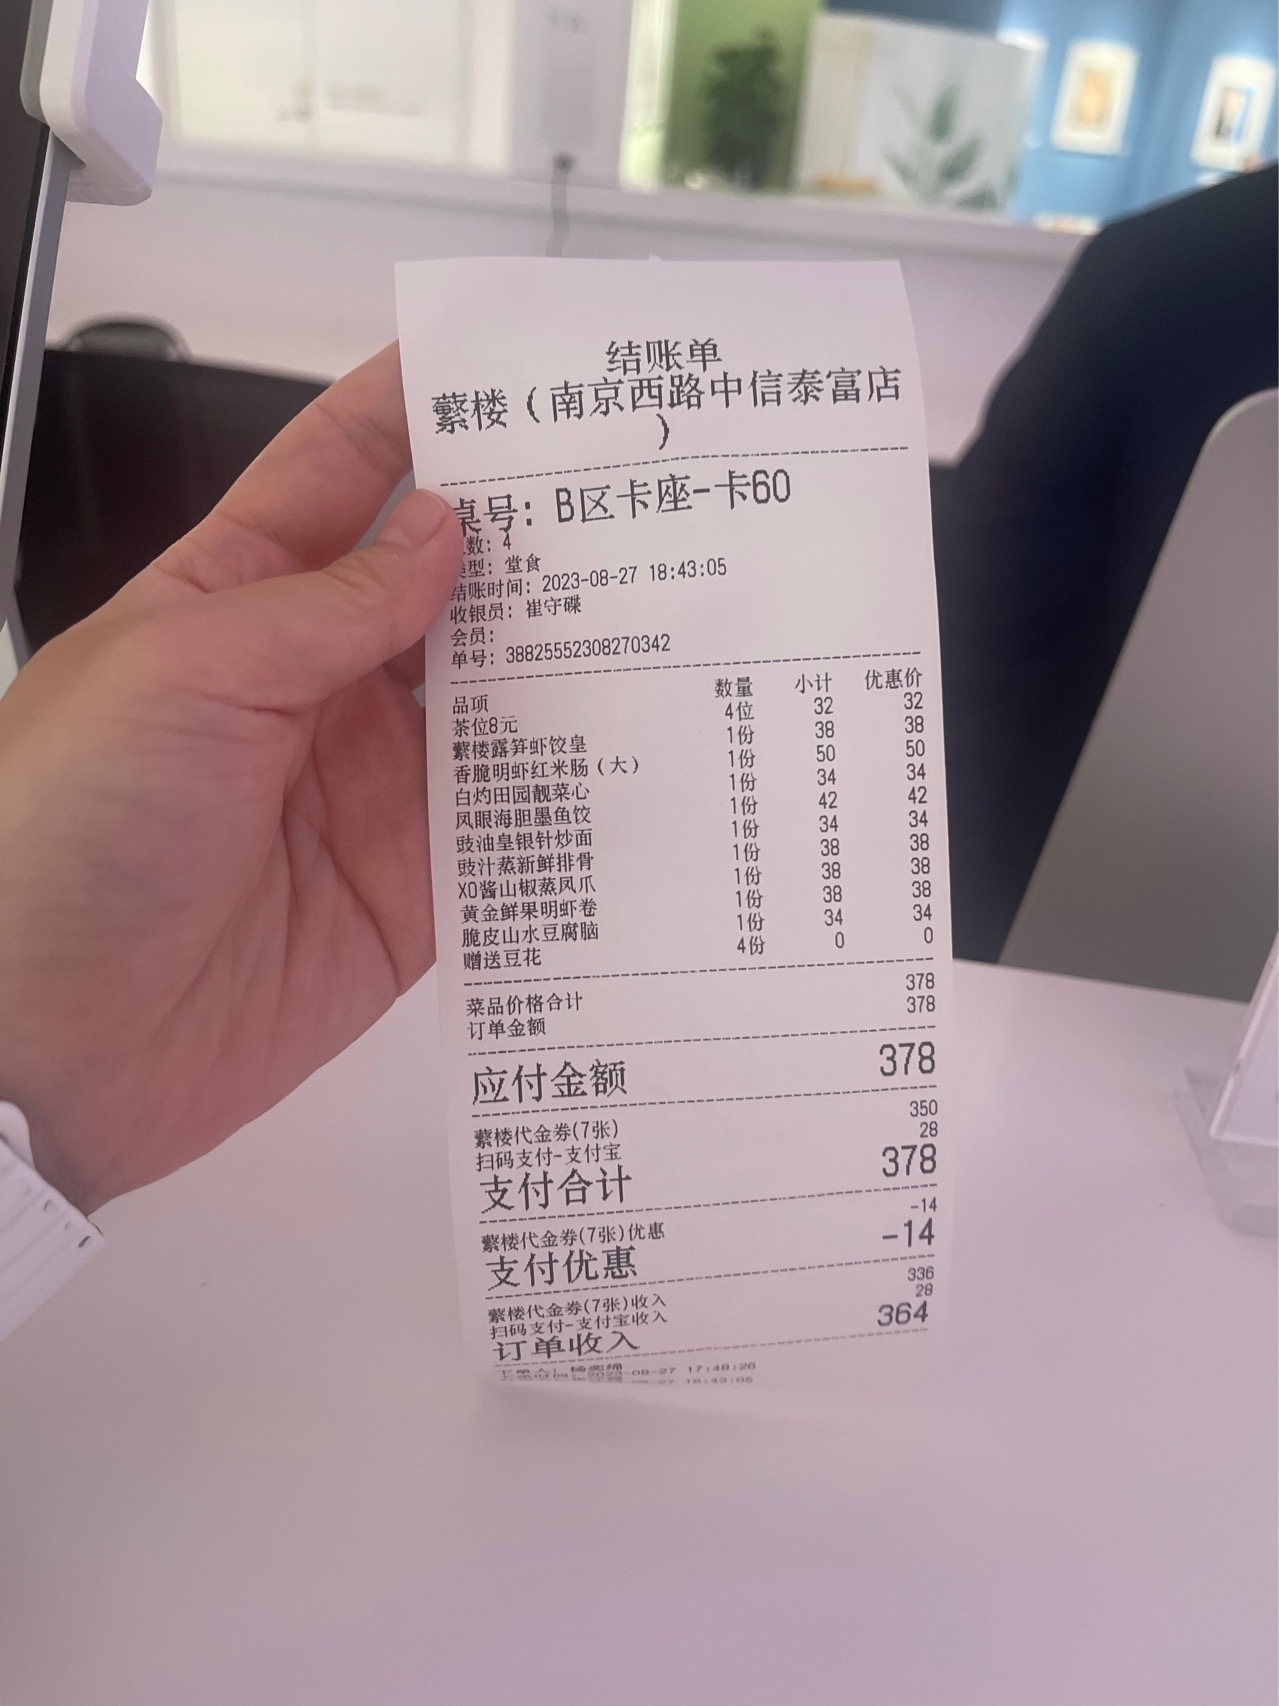 结账单
蘩楼（南京西路中信泰富店
）
桌号: B区卡座-卡60
数: 4
类型: 堂食
结账时间: 2023-08-27 18:43:05
收银员: 崔守碟
会员:
单号: 38825552308270342
品项 数量 小计 优惠价
茶位8元 4位 32 32
蘩楼露笋虾饺皇 1份 38 38
香脆明虾红米肠（大） 1份 50 50
白灼田园靓菜心 1份 34 34
凤眼海胆墨鱼饺 1份 42 42
豉油皇银针炒面 1份 34 34
豉汁蒸新鲜排骨 1份 38 38
XO酱山椒蒸凤爪 1份 38 38
黄金鲜果明虾卷 1份 38 38
脆皮山水豆腐脑 1份 34 34
赠送豆花 4份 0 0
菜品价格合计 378
订单金额 378
应付金额 378
蘩楼代金券(7张) 350
扫码支付-支付宝 28
支付合计 378
蘩楼代金券(7张)优惠 -14
支付优惠 -14
蘩楼代金券(7张)收入 336
扫码支付-支付宝收入 28
订单收入 364
下单人:
2023-08-27 17:48:26
18:43:05